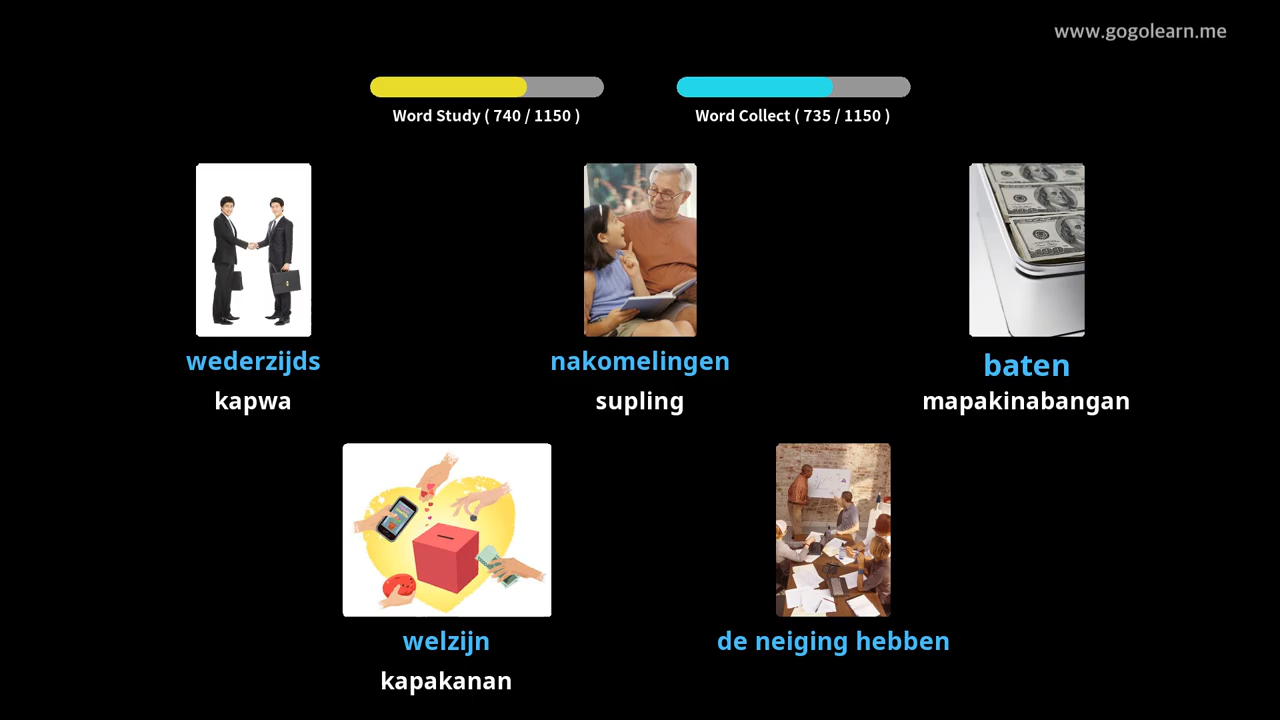 www.gogolearn.me
Word Study ( 740 / 1150 )
Word Collect ( 735 / 1150 )
wederzijds
kapwa
nakomelingen
supling
baten
mapakinabangan
welzijn
kapakanan
de neiging hebben